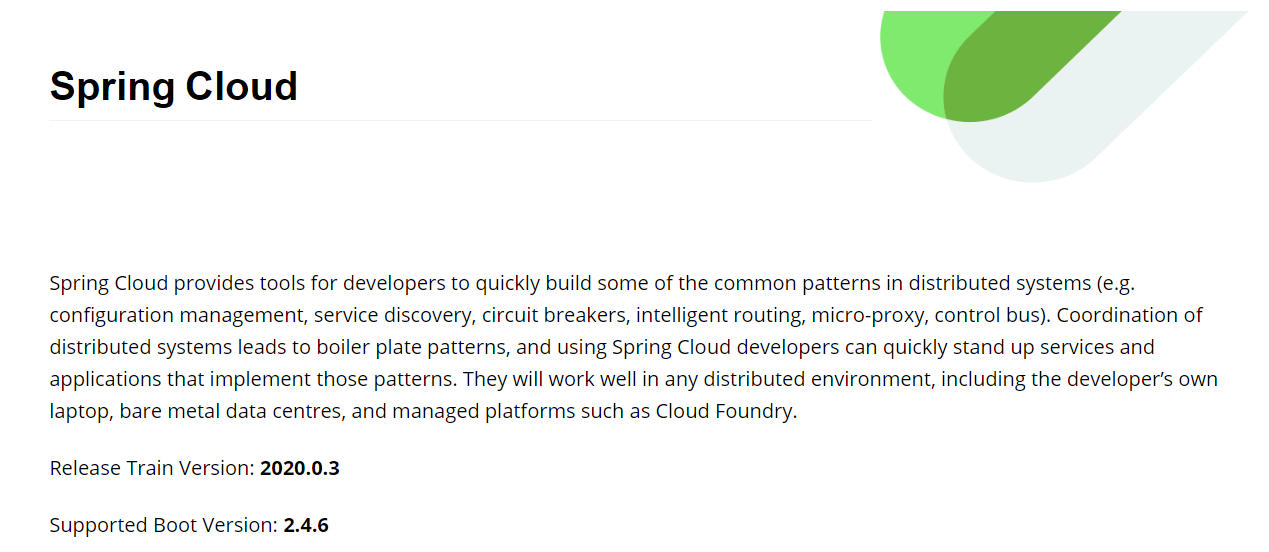 Spring Cloud
Spring Cloud provides tools for developers to quickly build some of the common patterns in distributed systems (e.g.
configuration management, service discovery, circuit breakers, intelligent routing, micro-proxy, control bus). Coordination of
distributed systems leads to boiler plate patterns, and using Spring Cloud developers can quickly stand up services and
applications that implement those patterns. They will work well in any distributed environment, including the developer’s own
laptop, bare metal data centres, and managed platforms such as Cloud Foundry.
Release Train Version: 2020.0.3
Supported Boot Version: 2.4.6